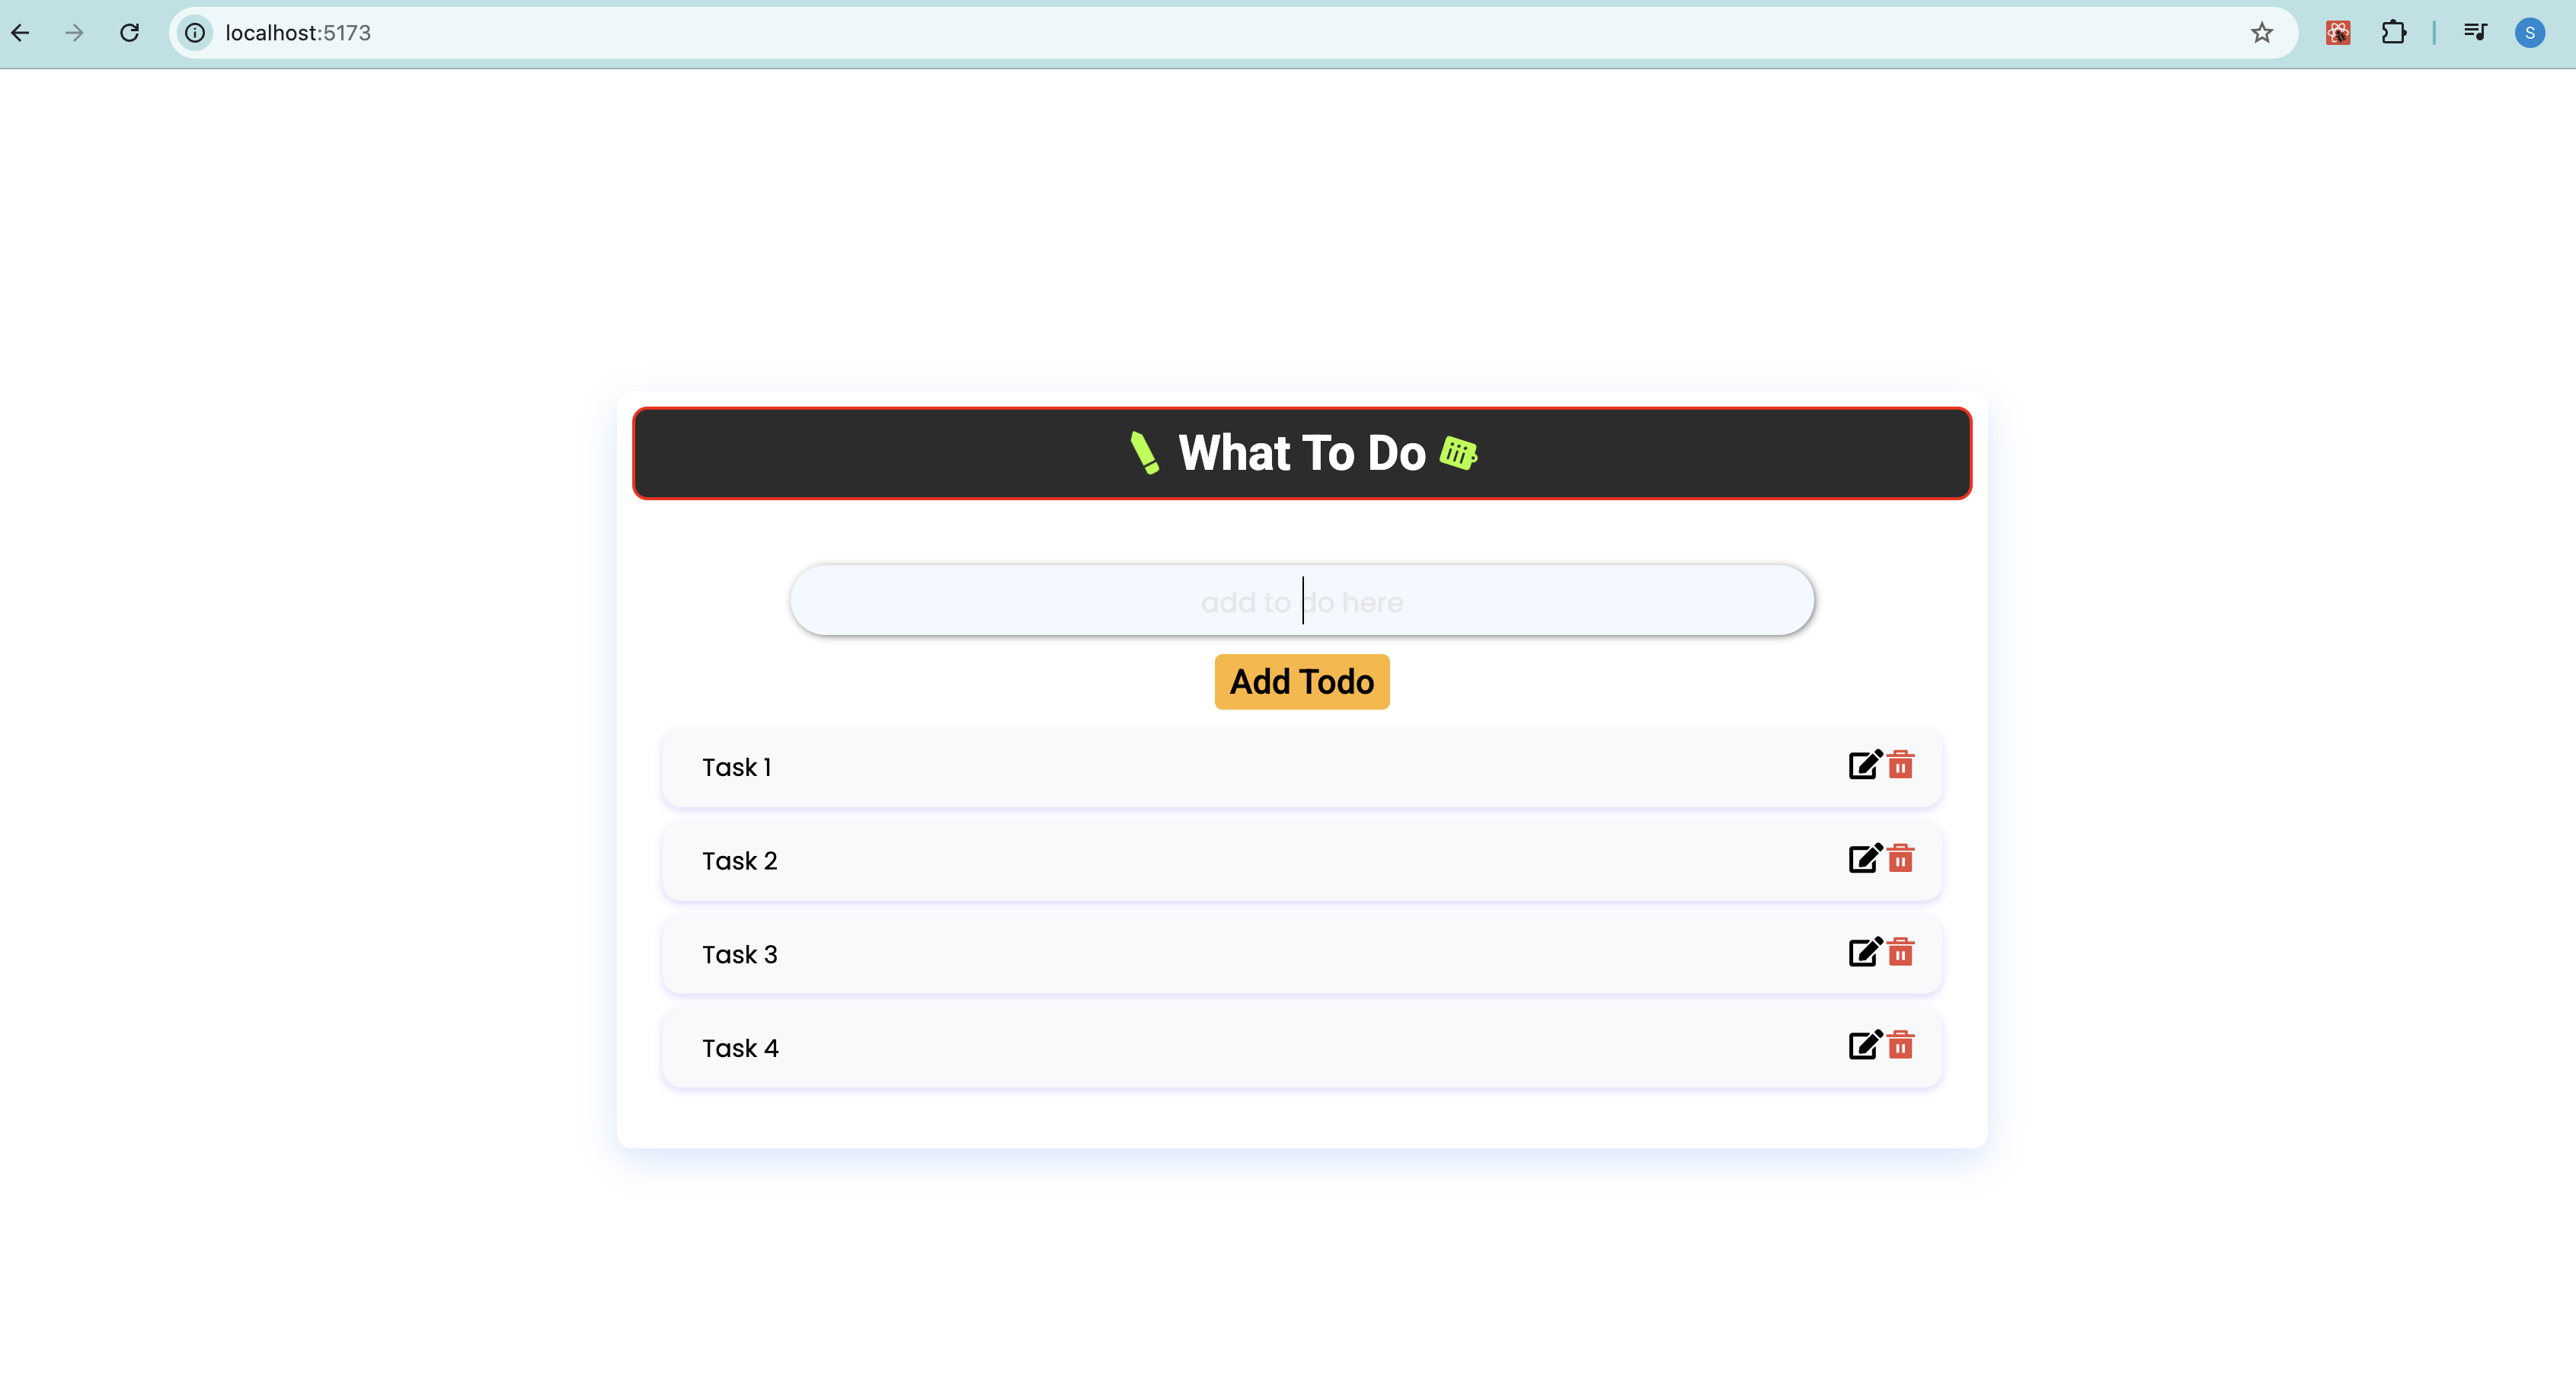 localhost:5173
S
What To Do
add to do here
Add Todo
Task 1
Task 2
Task 3
Task 4